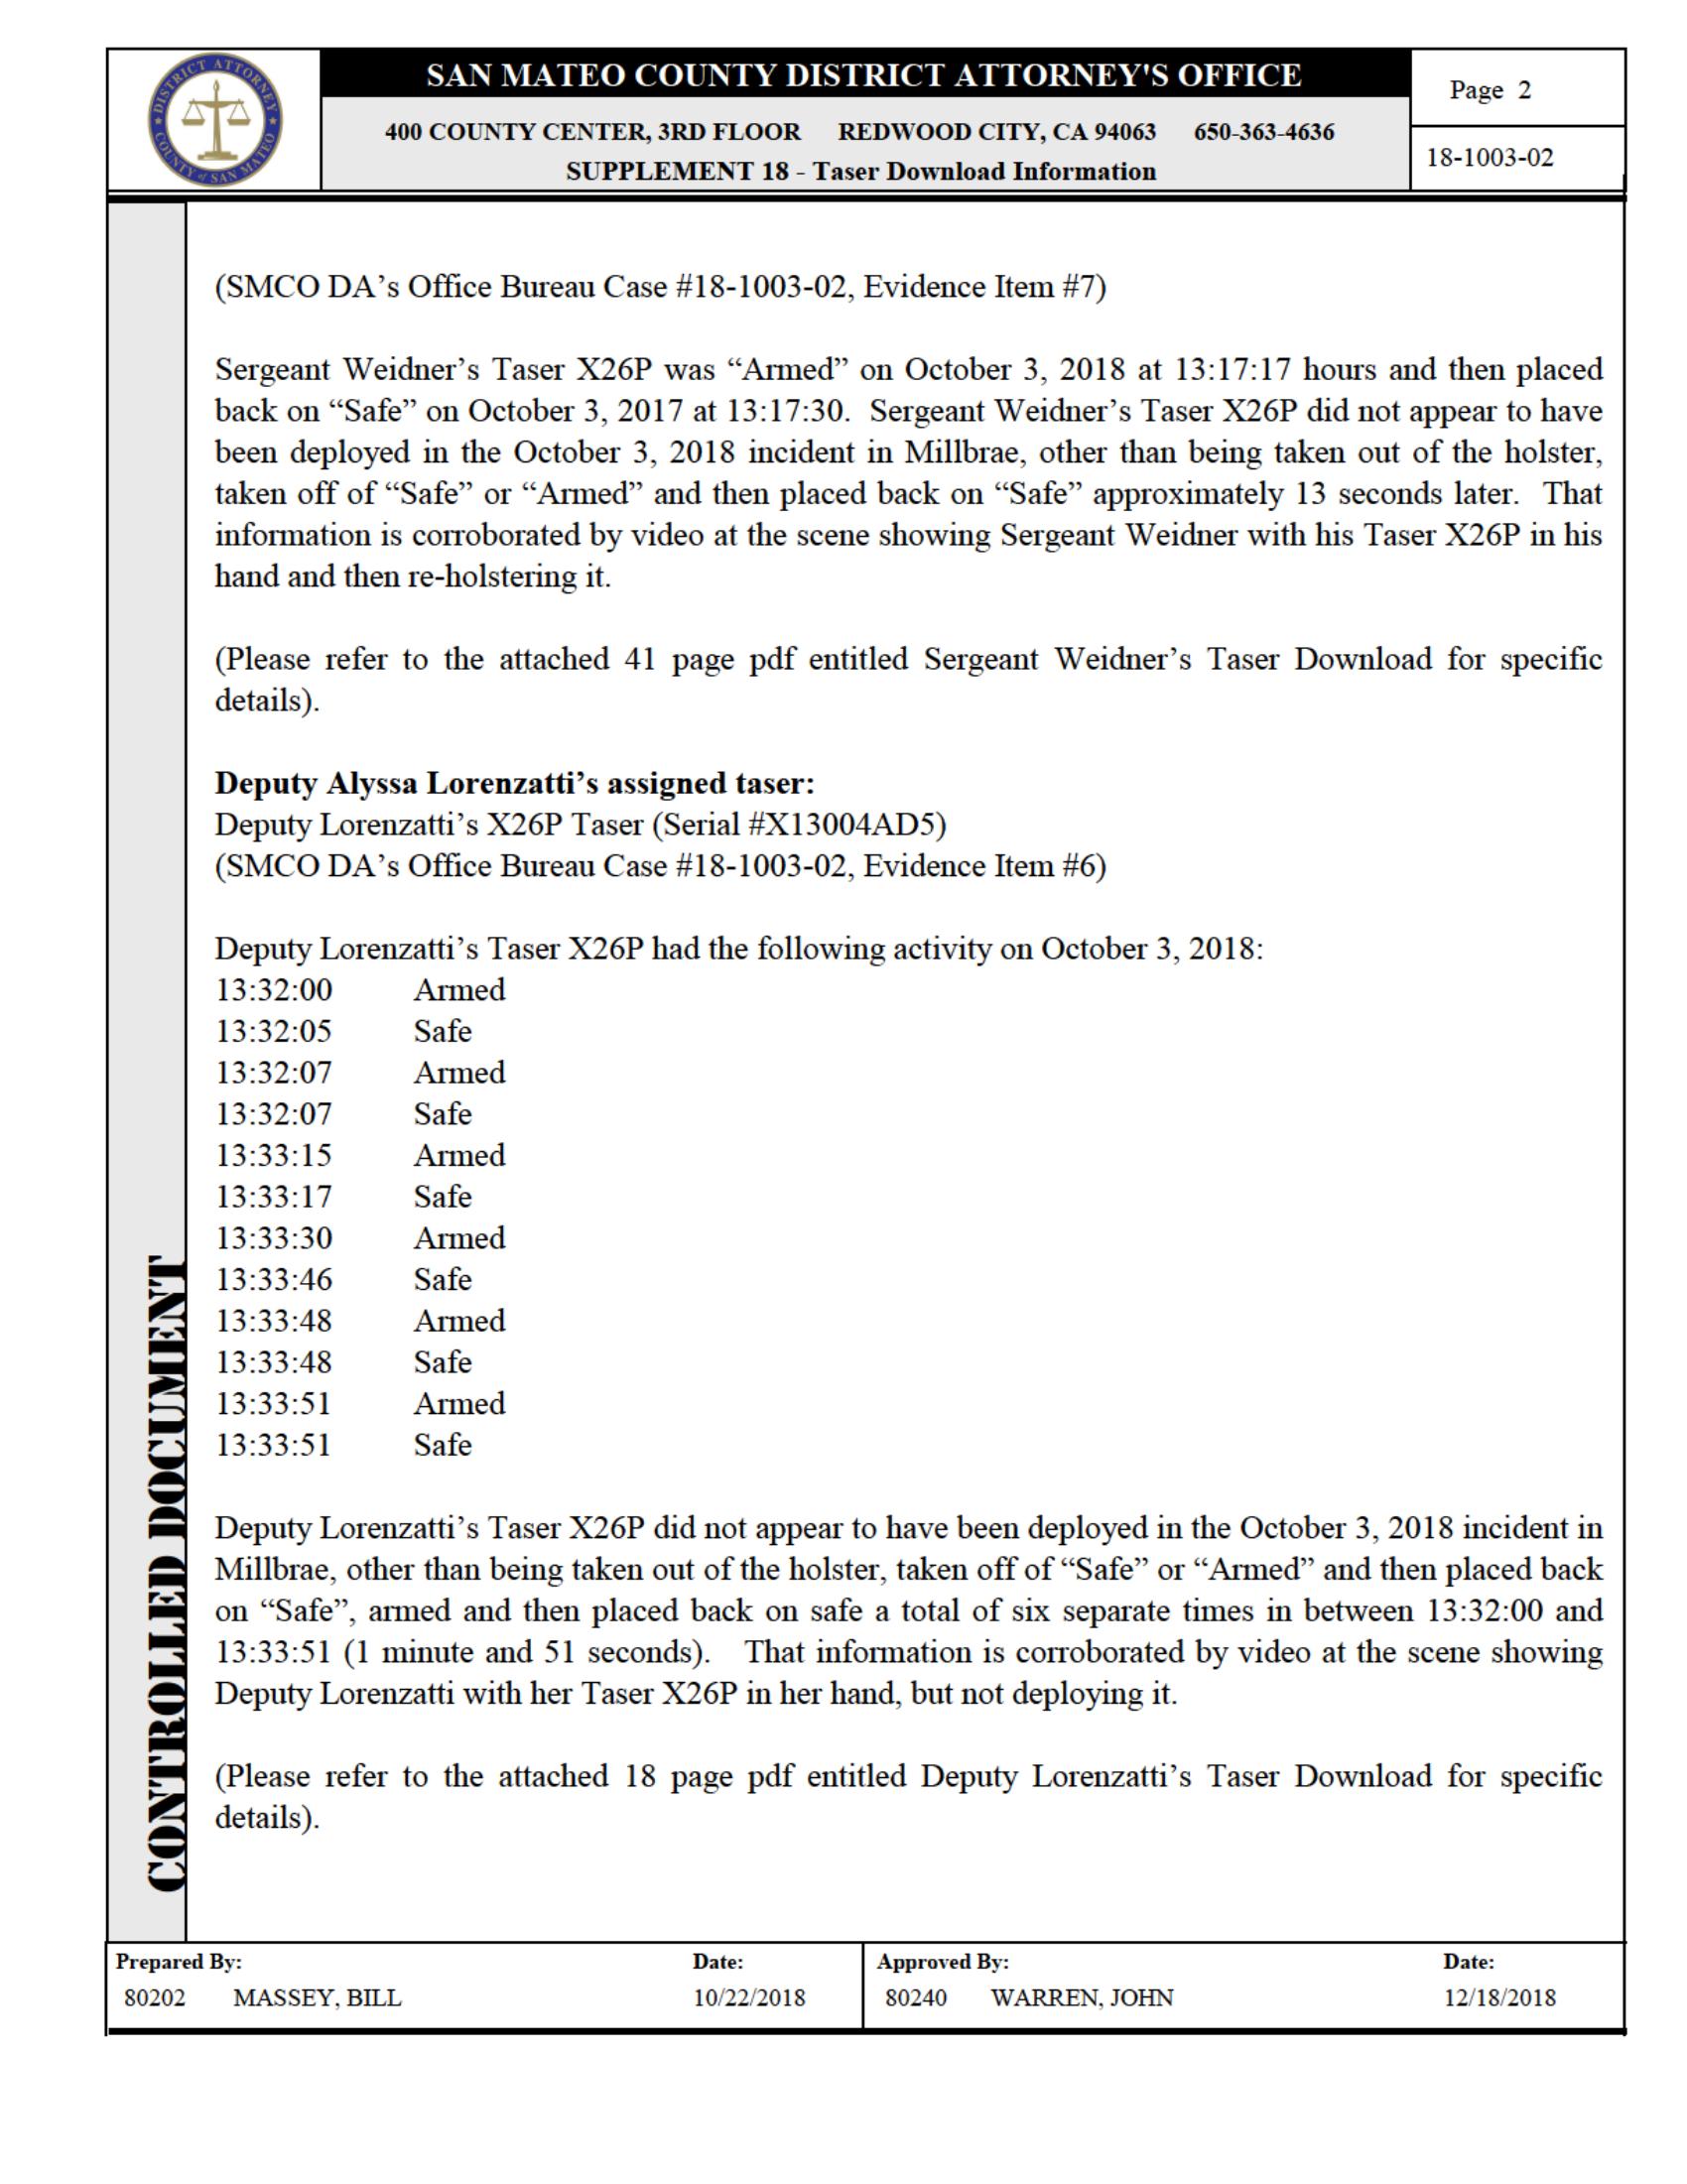 DISTRICT ATTORNEY
COUNTY of SAN MATEO
SAN MATEO COUNTY DISTRICT ATTORNEY'S OFFICE
400 COUNTY CENTER, 3RD FLOOR REDWOOD CITY, CA 94063 650-363-4636
SUPPLEMENT 18 - Taser Download Information
Page 2
18-1003-02
(SMCO DA’s Office Bureau Case #18-1003-02, Evidence Item #7)
Sergeant Weidner’s Taser X26P was “Armed” on October 3, 2018 at 13:17:17 hours and then placed
back on “Safe” on October 3, 2017 at 13:17:30. Sergeant Weidner’s Taser X26P did not appear to have
been deployed in the October 3, 2018 incident in Millbrae, other than being taken out of the holster,
taken off of “Safe” or “Armed” and then placed back on “Safe” approximately 13 seconds later. That
information is corroborated by video at the scene showing Sergeant Weidner with his Taser X26P in his
hand and then re-holstering it.
(Please refer to the attached 41 page pdf entitled Sergeant Weidner’s Taser Download for specific
details).
Deputy Alyssa Lorenzatti’s assigned taser:
Deputy Lorenzatti’s X26P Taser (Serial #X13004AD5)
(SMCO DA’s Office Bureau Case #18-1003-02, Evidence Item #6)
Deputy Lorenzatti’s Taser X26P had the following activity on October 3, 2018:
13:32:00 Armed
13:32:05 Safe
13:32:07 Armed
13:32:07 Safe
13:33:15 Armed
13:33:17 Safe
13:33:30 Armed
13:33:46 Safe
13:33:48 Armed
13:33:48 Safe
13:33:51 Armed
13:33:51 Safe
Deputy Lorenzatti’s Taser X26P did not appear to have been deployed in the October 3, 2018 incident in
Millbrae, other than being taken out of the holster, taken off of “Safe” or “Armed” and then placed back
on “Safe”, armed and then placed back on safe a total of six separate times in between 13:32:00 and
13:33:51 (1 minute and 51 seconds). That information is corroborated by video at the scene showing
Deputy Lorenzatti with her Taser X26P in her hand, but not deploying it.
(Please refer to the attached 18 page pdf entitled Deputy Lorenzatti’s Taser Download for specific
details).
CONTROLLED DOCUMENT
Prepared By: Date: Approved By: Date:
80202 MASSEY, BILL 10/22/2018 80240 WARREN, JOHN 12/18/2018